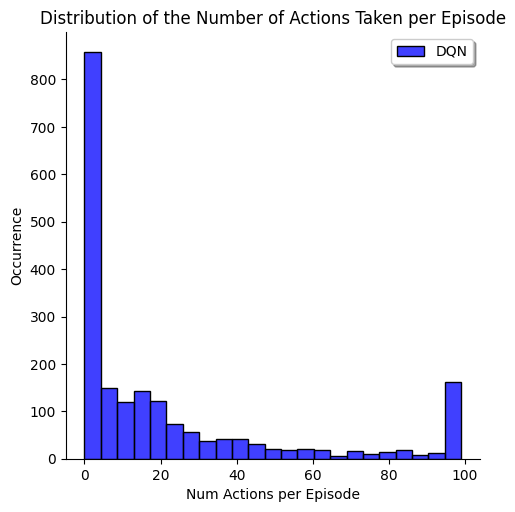 Distribution of the Number of Actions Taken per Episode
DQN
800
700
600
500
400
300
200
100
0
Occurrence
0 20 40 60 80 100
Num Actions per Episode